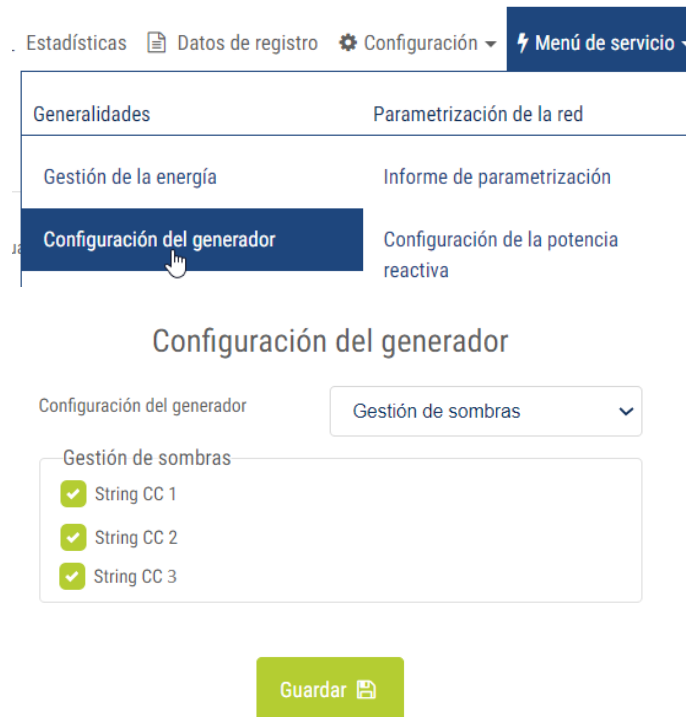 Estadísticas Datos de registro Configuración Menú de servicio
Generalidades Parametrización de la red
Gestión de la energía Informe de parametrización
Configuración del generador Configuración de la potencia
reactiva
Configuración del generador
Configuración del generador Gestión de sombras
Gestión de sombras
String CC 1
String CC 2
String CC 3
Guardar